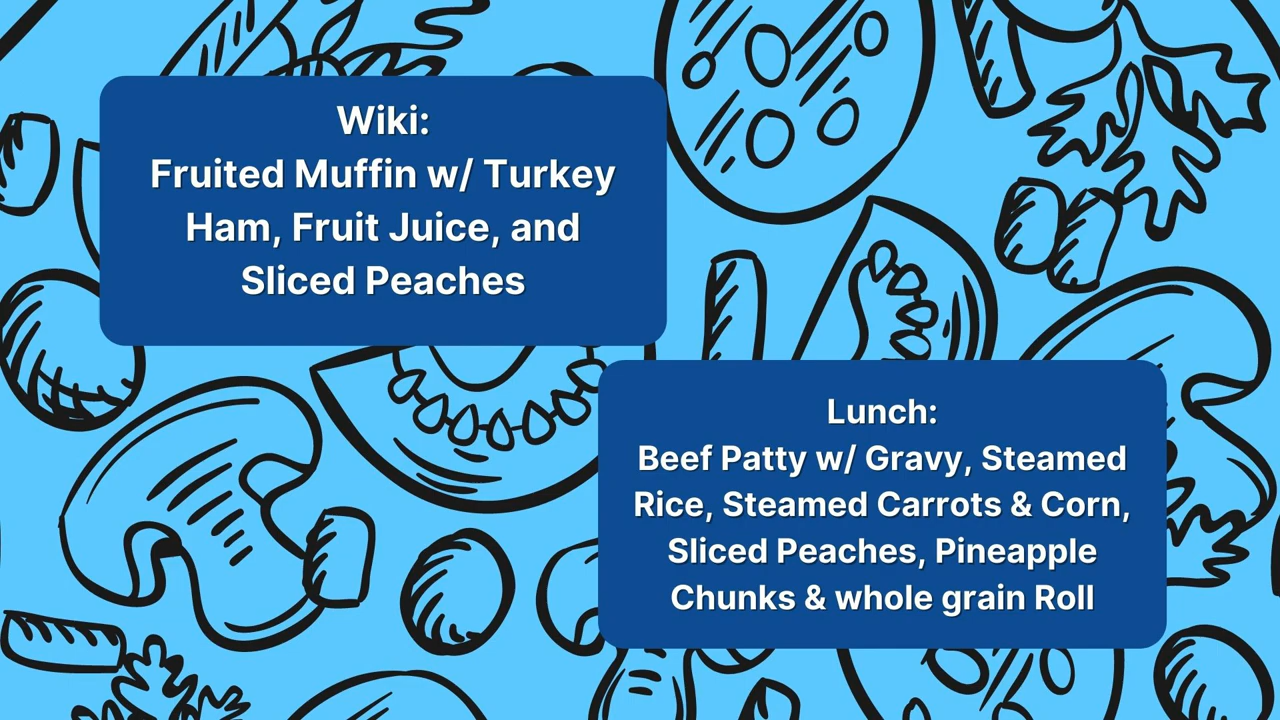 Wiki:
Fruited Muffin w/ Turkey
Ham, Fruit Juice, and
Sliced Peaches
Lunch:
Beef Patty w/ Gravy, Steamed
Rice, Steamed Carrots & Corn,
Sliced Peaches, Pineapple
Chunks & whole grain Roll